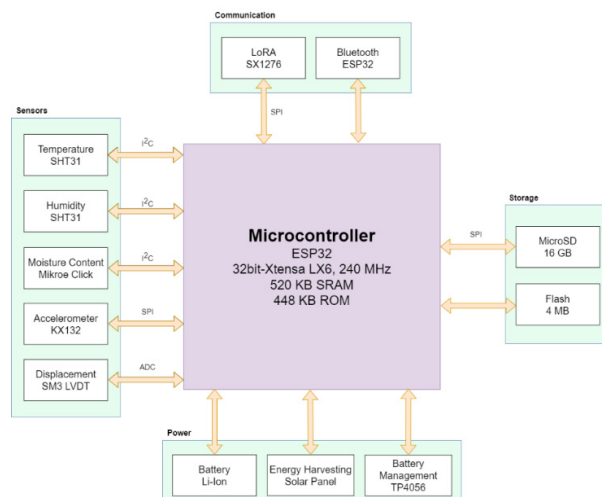 Communication
LoRA
SX1276
Bluetooth
ESP32
SPI
Sensors
Temperature
SHT31
I²C
Humidity
SHT31
I²C
Moisture Content
Mikroe Click
I²C
Accelerometer
KX132
SPI
Displacement
SM3 LVDT
ADC
Microcontroller
ESP32
32bit-Xtensa LX6, 240 MHz
520 KB SRAM
448 KB ROM
Storage
SPI
MicroSD
16 GB
Flash
4 MB
Power
Battery
Li-Ion
Energy Harvesting
Solar Panel
Battery
Management
TP4056